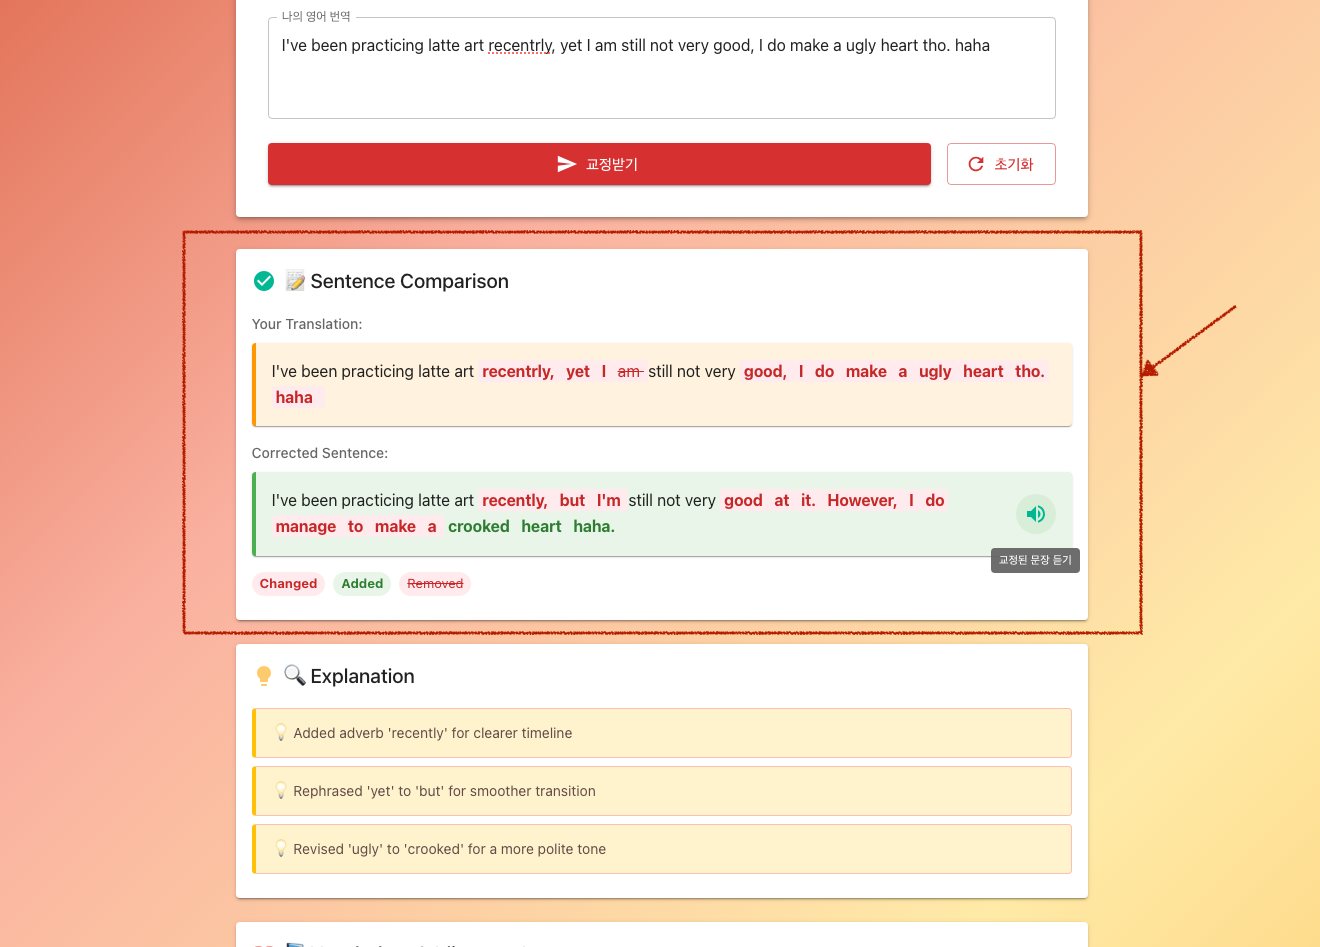 나의 영어 번역
I've been practicing latte art recentrly, yet I am still not very good, I do make a ugly heart tho. haha
교정받기
초기화
Sentence Comparison
Your Translation:
I've been practicing latte art recentrly, yet I am still not very good, I do make a ugly heart tho.
haha
Corrected Sentence:
I've been practicing latte art recently, but I'm still not very good at it. However, I do
manage to make a crooked heart haha.
교정된 문장 듣기
Changed Added Removed
Explanation
Added adverb 'recently' for clearer timeline
Rephrased 'yet' to 'but' for smoother transition
Revised 'ugly' to 'crooked' for a more polite tone